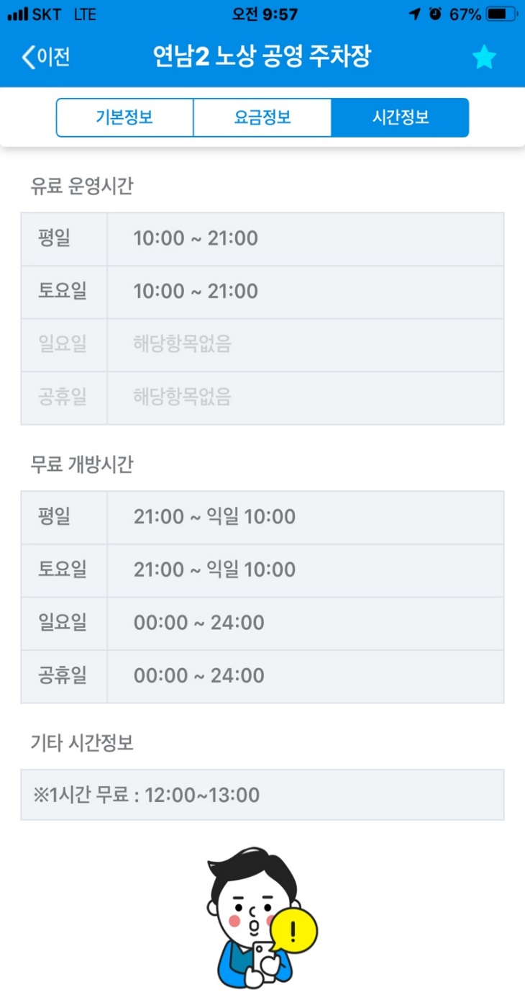 SKT LTE 오전 9:57 67%
이전 연남2 노상 공영 주차장
기본정보 요금정보 시간정보
유료 운영시간
평일 10:00 ~ 21:00
토요일 10:00 ~ 21:00
일요일 해당항목없음
공휴일 해당항목없음
무료 개방시간
평일 21:00 ~ 익일 10:00
토요일 21:00 ~ 익일 10:00
일요일 00:00 ~ 24:00
공휴일 00:00 ~ 24:00
기타 시간정보
※1시간 무료 : 12:00~13:00
!